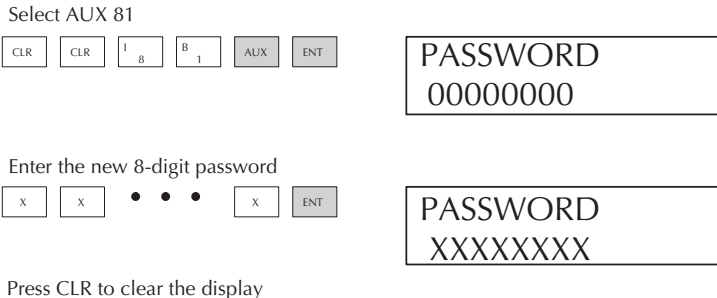 Select AUX 81
CLR CLR I 8 B 1 AUX ENT
PASSWORD
00000000
Enter the new 8-digit password
X X • • • X ENT
PASSWORD
XXXXXXXX
Press CLR to clear the display